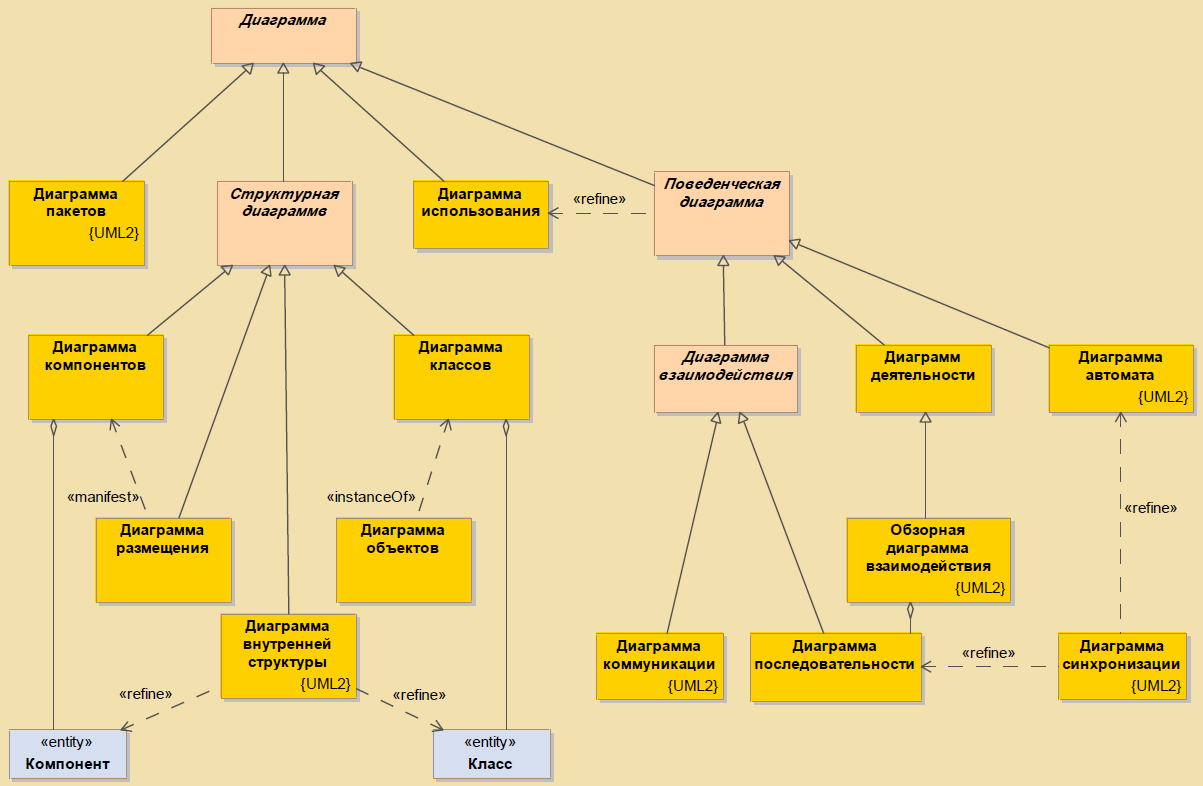 Диаграмма
Диаграмма
пакетов
{UML2}
Структурная
диаграммв
Диаграмма
использования
«refine»
Поведенческая
диаграмма
Диаграмма
компонентов
Диаграмма
классов
Диаграмма
взаимодействия
Диаграмм
деятельности
Диаграмма
автомата
{UML2}
«manifest»
«instanceOf»
«refine»
Диаграмма
размещения
Диаграмма
объектов
Обзорная
диаграмма
взаимодействия
{UML2}
Диаграмма
внутренней
структуры
{UML2}
Диаграмма
коммуникации
{UML2}
Диаграмма
последовательности
«refine»
Диаграмма
синхронизации
{UML2}
«refine»
«refine»
«entity»
Компонент
«entity»
Класс